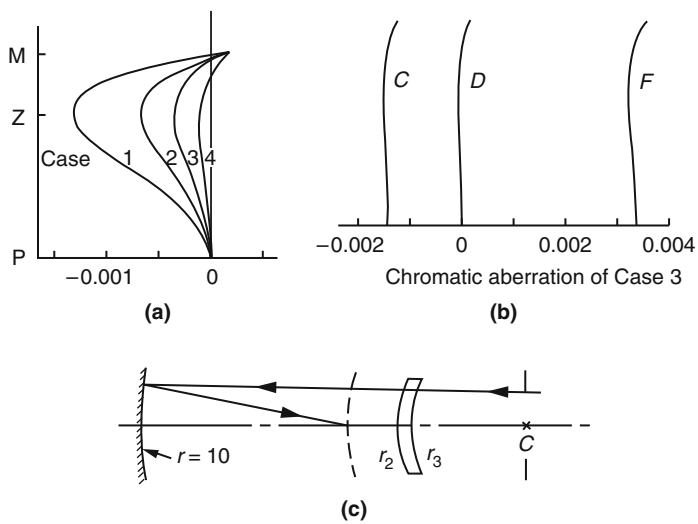 M
Z
Case 1 2 3 4
P
−0.001 0
(a)
C D F
−0.002 0 0.002 0.004
Chromatic aberration of Case 3
(b)
r = 10
r2 r3
C
(c)